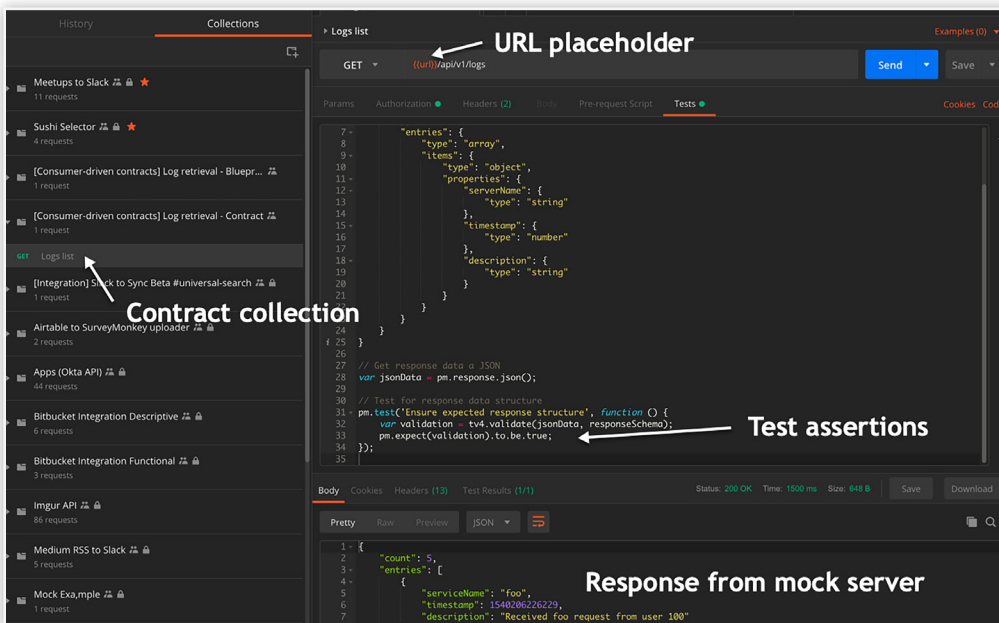 History
Collections
Meetups to Slack
11 requests
Sushi Selector
4 requests
[Consumer-driven contracts] Log retrieval - Bluepr...
1 request
[Consumer-driven contracts] Log retrieval - Contract
1 request
GET Logs list
[Integration] Slack to Sync Beta #universal-search
1 request
Contract collection
Airtable to SurveyMonkey uploader
2 requests
Apps (Okta API)
44 requests
Bitbucket Integration Descriptive
6 requests
Bitbucket Integration Functional
3 requests
Imgur API
86 requests
Medium RSS to Slack
5 requests
Mock Exa,mple
1 request
Logs list
Examples (0)
URL placeholder
GET {{url}}/api/v1/logs
Send
Save
Params Authorization Headers (2) Body Pre-request Script Tests
Cookies Cod
7 "entries": {
8 "type": "array",
9 "items": {
10 "type": "object",
11 "properties": {
12 "serverName": {
13 "type": "string"
14 },
15 "timestamp": {
16 "type": "number"
17 },
18 "description": {
19 "type": "string"
20 }
21 }
22 }
23 }
24 }
25 }
26
27 // Get response data a JSON
28 var jsonData = pm.response.json();
29
30 // Test for response data structure
31 pm.test('Ensure expected response structure', function () {
32 var validation = tv4.validate(jsonData, responseSchema);
33 pm.expect(validation).to.be.true;
34 });
35
Test assertions
Body Cookies Headers (13) Test Results (1/1)
Status: 200 OK Time: 1500 ms Size: 648 B
Save
Download
Pretty Raw Preview JSON
1 {
2 "count": 5,
3 "entries": [
4 {
5 "serviceName": "foo",
6 "timestamp": 1540206226229,
7 "description": "Received foo request from user 100"
Response from mock server